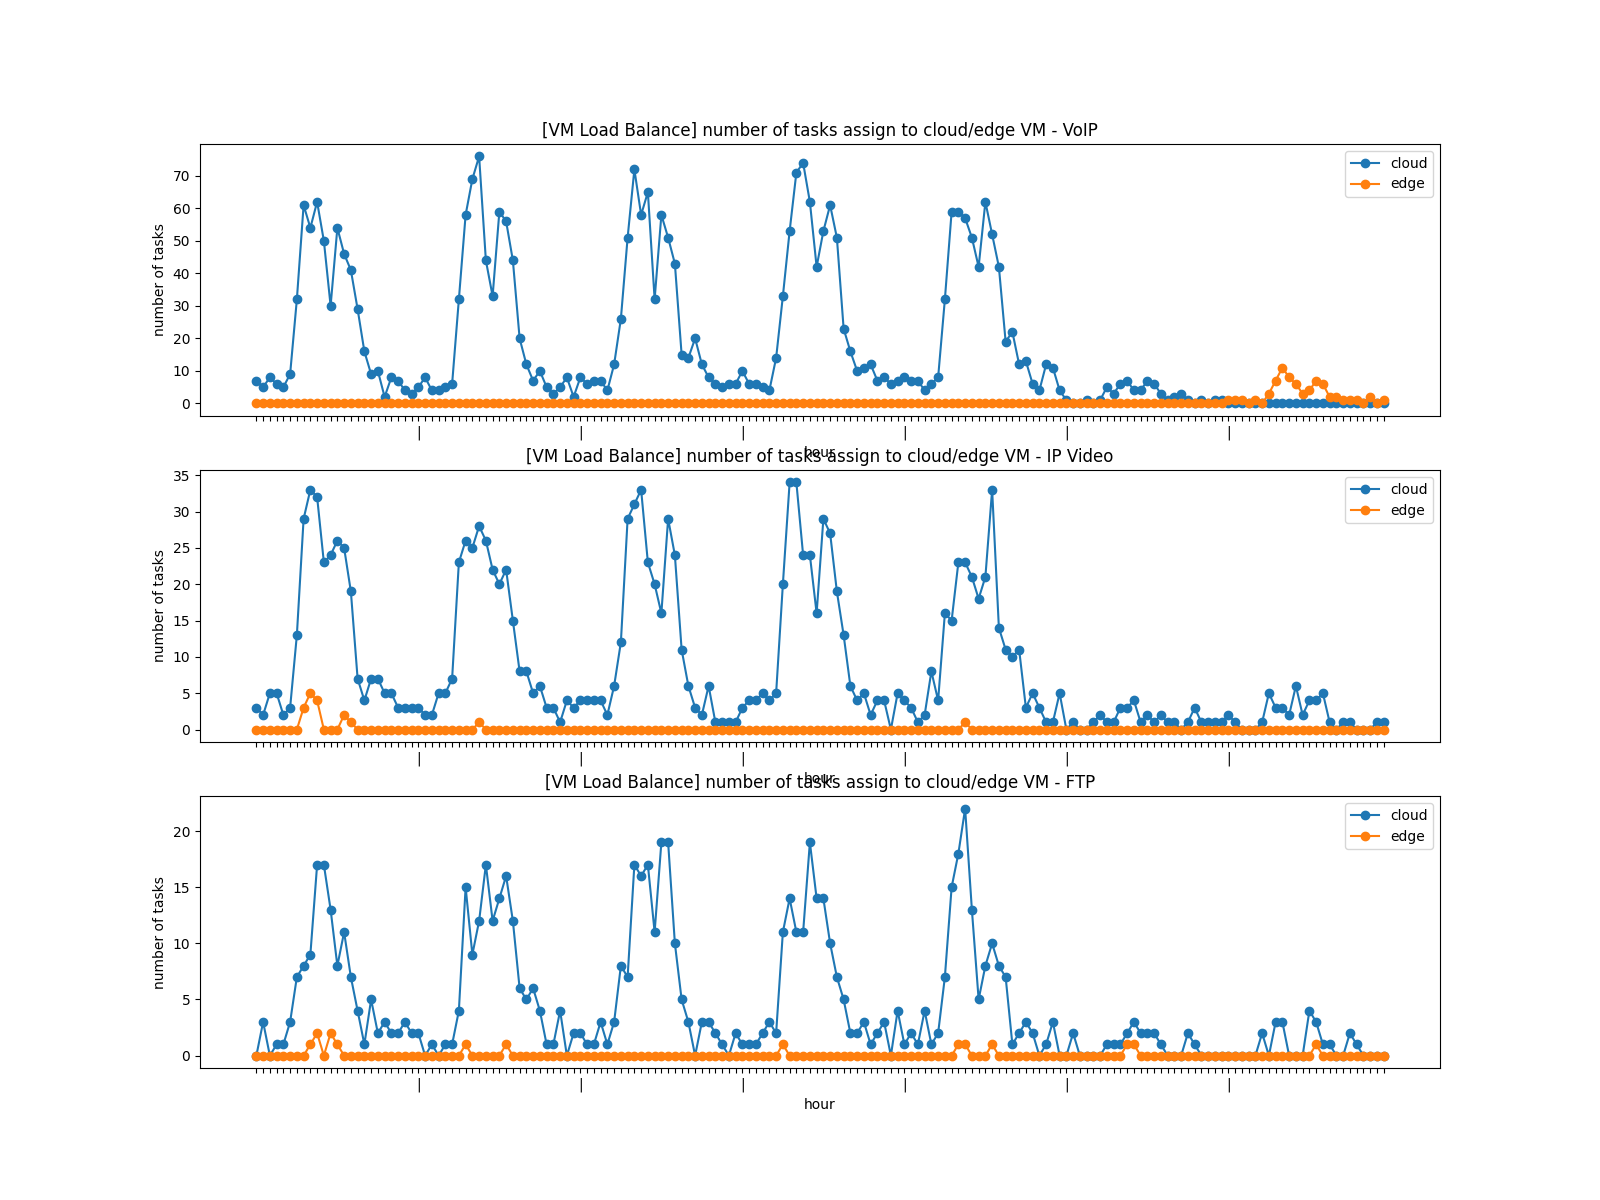 [VM Load Balance] number of tasks assign to cloud/edge VM - VoIP
cloud
edge
number of tasks
70
60
50
40
30
20
10
0
hour
[VM Load Balance] number of tasks assign to cloud/edge VM - IP Video
cloud
edge
number of tasks
35
30
25
20
15
10
5
0
hour
[VM Load Balance] number of tasks assign to cloud/edge VM - FTP
cloud
edge
number of tasks
20
15
10
5
0
hour